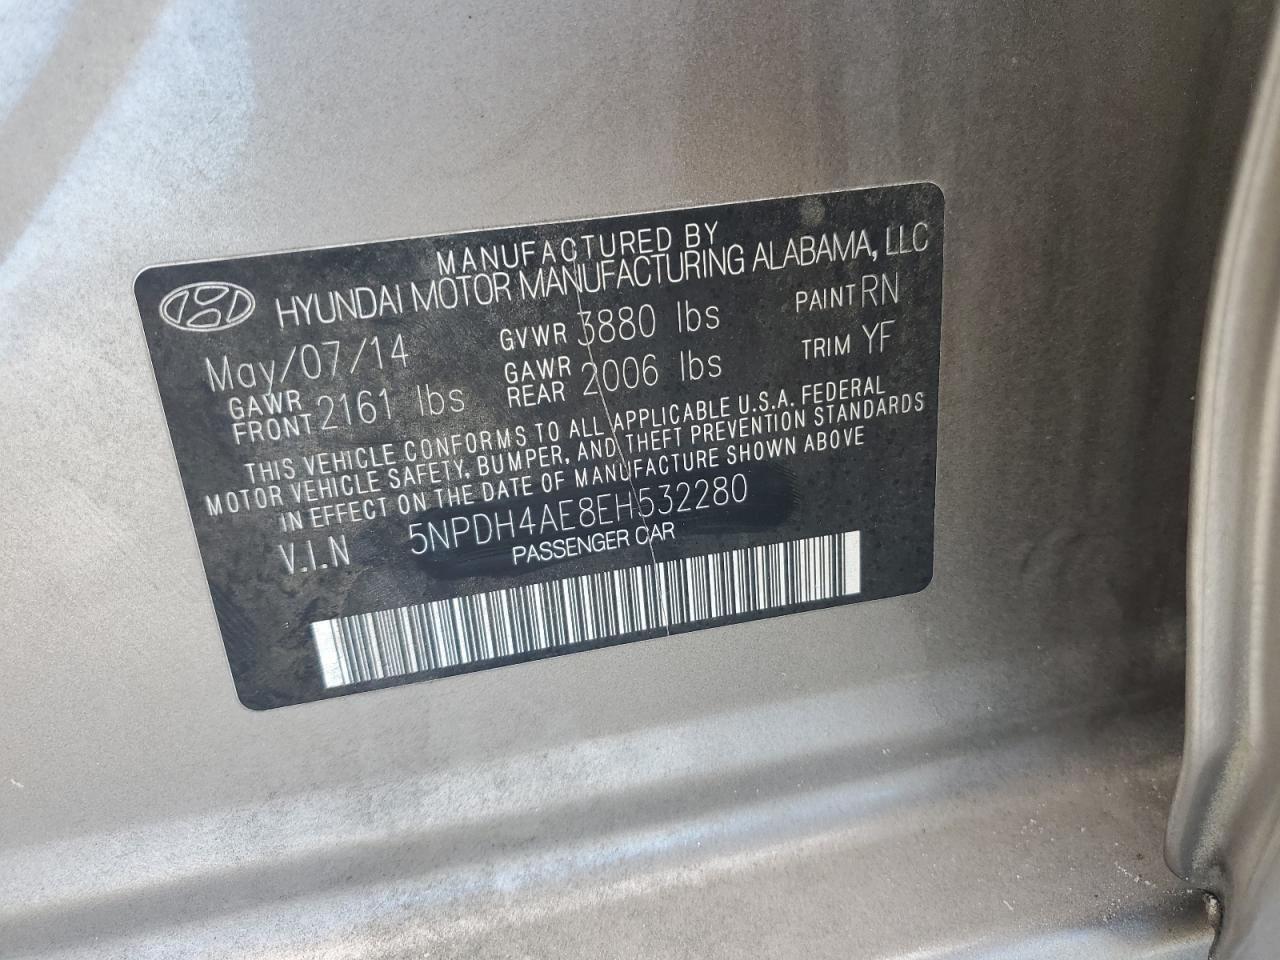 MANUFACTURED BY
HYUNDAI MOTOR MANUFACTURING ALABAMA, LLC
May/07/14 GVWR 3880 lbs PAINT RN
GAWR FRONT 2161 lbs GAWR REAR 2006 lbs TRIM YF
THIS VEHICLE CONFORMS TO ALL APPLICABLE U.S.A. FEDERAL
MOTOR VEHICLE SAFETY, BUMPER, AND THEFT PREVENTION STANDARDS
IN EFFECT ON THE DATE OF MANUFACTURE SHOWN ABOVE
V.I.N 5NPDH4AE8EH532280
PASSENGER CAR